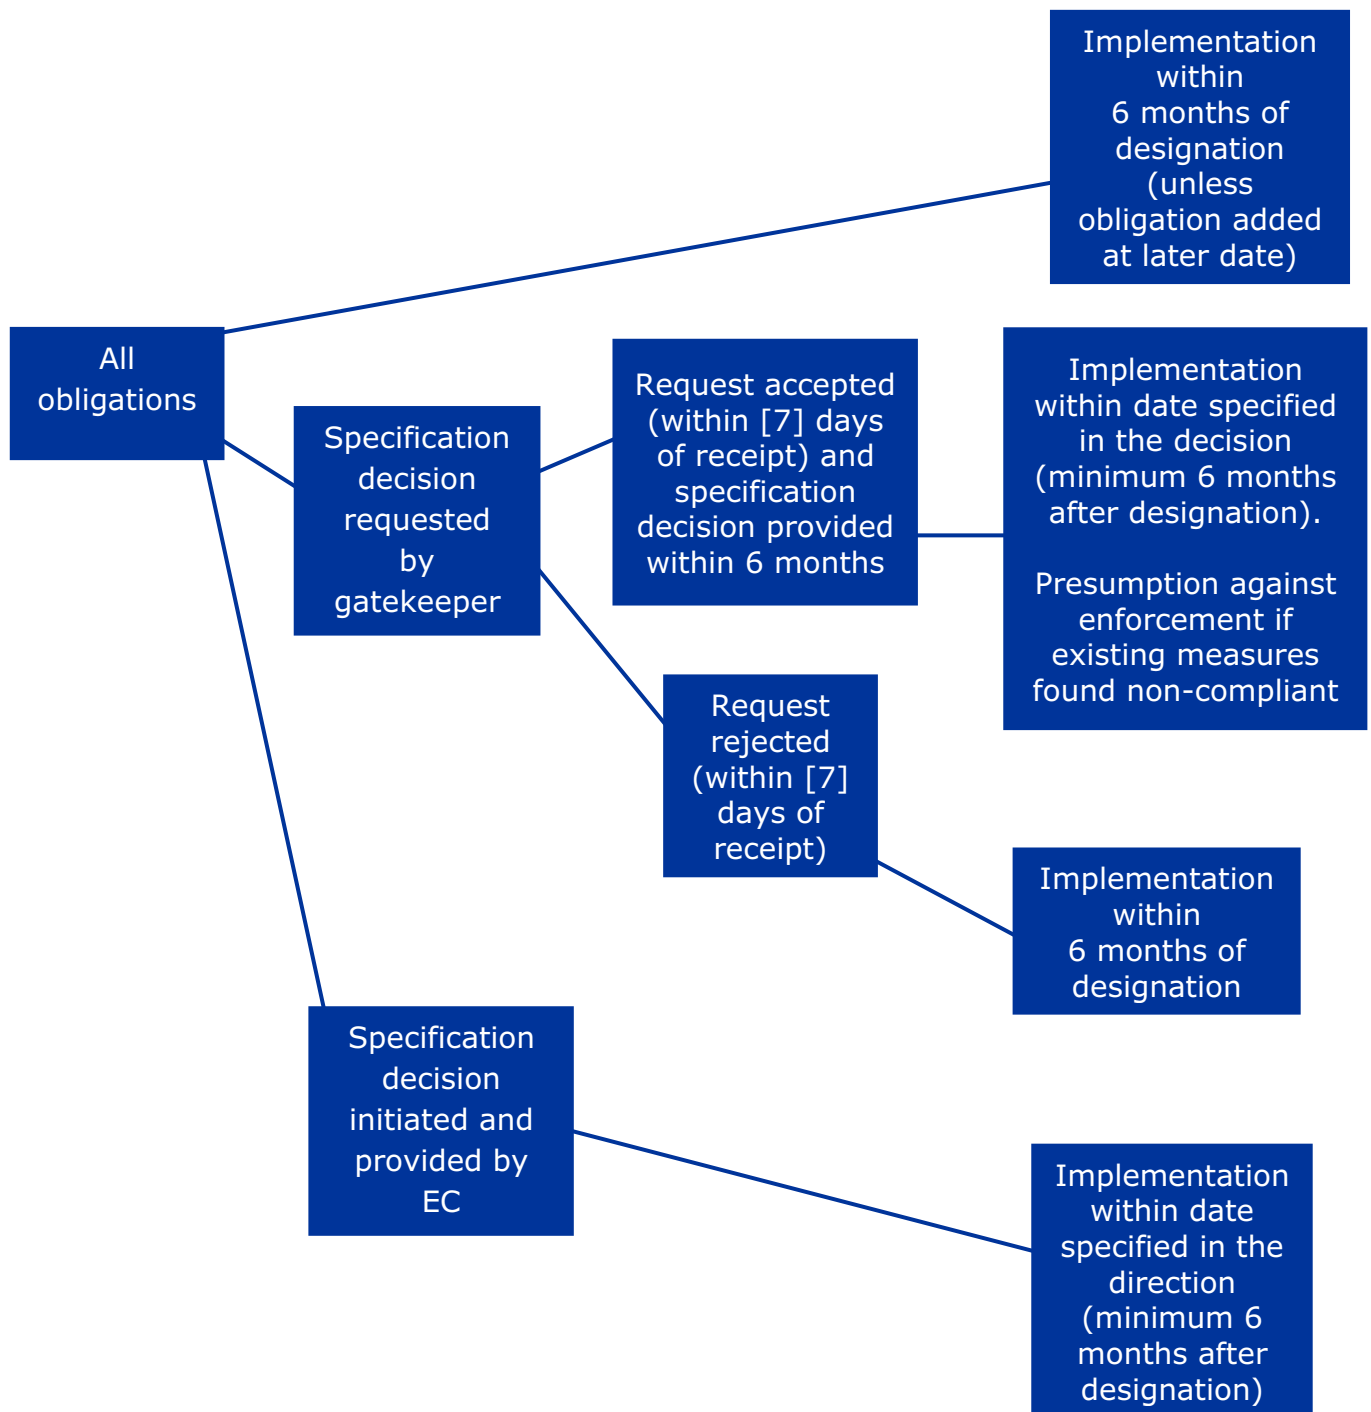 Implementation
within
6 months of
designation
(unless
obligation added
at later date)
All
obligations
Specification
decision
requested
by
gatekeeper
Request accepted
(within [7] days
of receipt) and
specification
decision provided
within 6 months
Implementation
within date specified
in the decision
(minimum 6 months
after designation).
Presumption against
enforcement if
existing measures
found non-compliant
Request
rejected
(within [7]
days of
receipt)
Implementation
within
6 months of
designation
Specification
decision
initiated and
provided by
EC
Implementation
within date
specified in the
direction
(minimum 6
months after
designation)